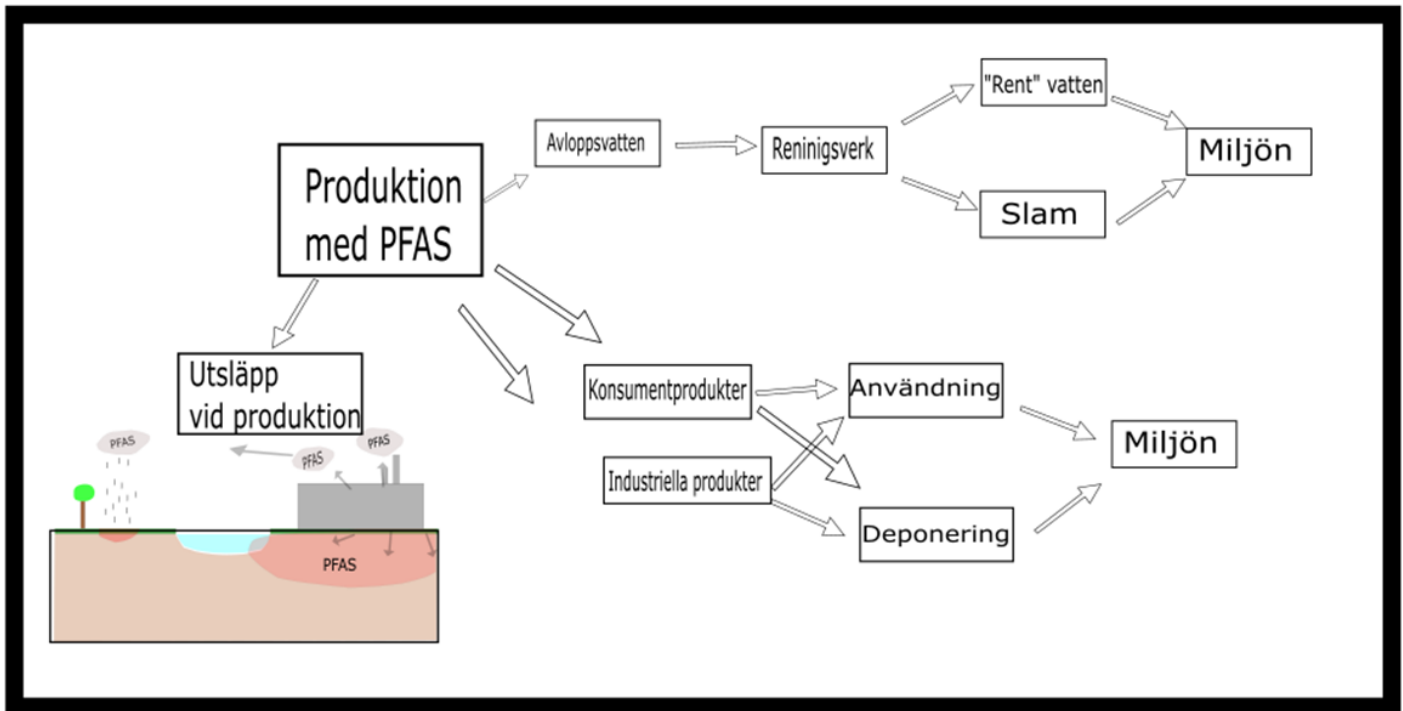 "Rent" vatten
Avloppsvatten
Reninigsverk
Miljön
Produktion
med PFAS
Slam
Utsläpp
vid produktion
Konsumentprodukter
Användning
Miljön
Industriella produkter
Deponering
PFAS
PFAS
PFAS
PFAS